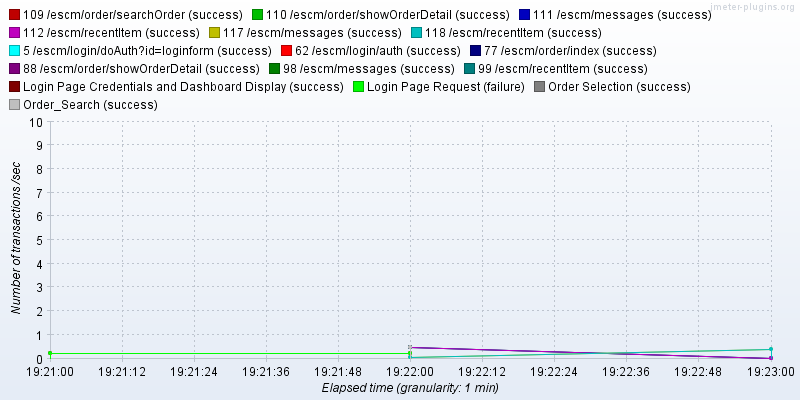 jmeter-plugins.org
109 /escm/order/searchOrder (success) 110 /escm/order/showOrderDetail (success) 111 /escm/messages (success)
112 /escm/recentItem (success) 117 /escm/messages (success) 118 /escm/recentItem (success)
5 /escm/login/doAuth?id=loginform (success) 62 /escm/login/auth (success) 77 /escm/order/index (success)
88 /escm/order/showOrderDetail (success) 98 /escm/messages (success) 99 /escm/recentItem (success)
Login Page Credentials and Dashboard Display (success) Login Page Request (failure) Order Selection (success)
Order_Search (success)
10
9
8
7
6
5
4
3
2
1
0
Number of transactions /sec
19:21:00 19:21:12 19:21:24 19:21:36 19:21:48 19:22:00 19:22:12 19:22:24 19:22:36 19:22:48 19:23:00
Elapsed time (granularity: 1 min)